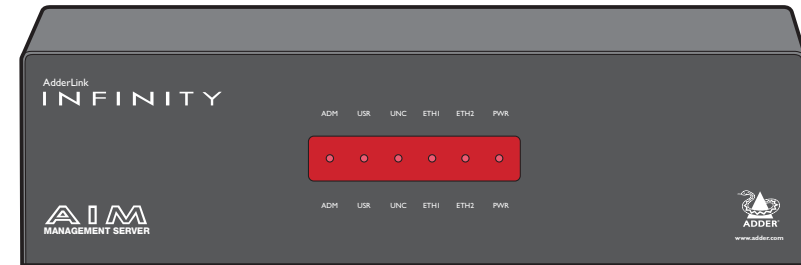 AdderLink
INFINITY
ADM USR UNC ETH1 ETH2 PWR
ADM USR UNC ETH1 ETH2 PWR
AIM
MANAGEMENT SERVER
ADDER®
www.adder.com